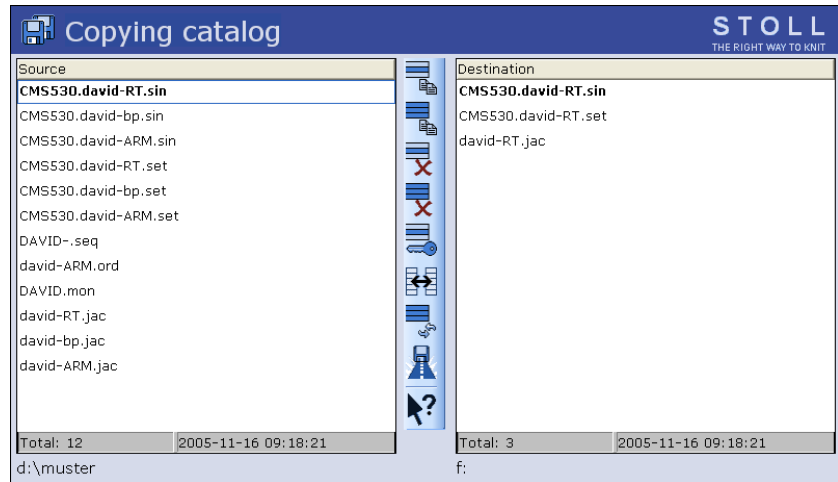 Copying catalog
STOLL
THE RIGHT WAY TO KNIT
Source
CMS530.david-RT.sin
CMS530.david-bp.sin
CMS530.david-ARM.sin
CMS530.david-RT.set
CMS530.david-bp.set
CMS530.david-ARM.set
DAVID-.seq
david-ARM.ord
DAVID.mon
david-RT.jac
david-bp.jac
david-ARM.jac
Total: 12 2005-11-16 09:18:21
d:\muster
?
Destination
CMS530.david-RT.sin
CMS530.david-RT.set
david-RT.jac
Total: 3 2005-11-16 09:18:21
f: